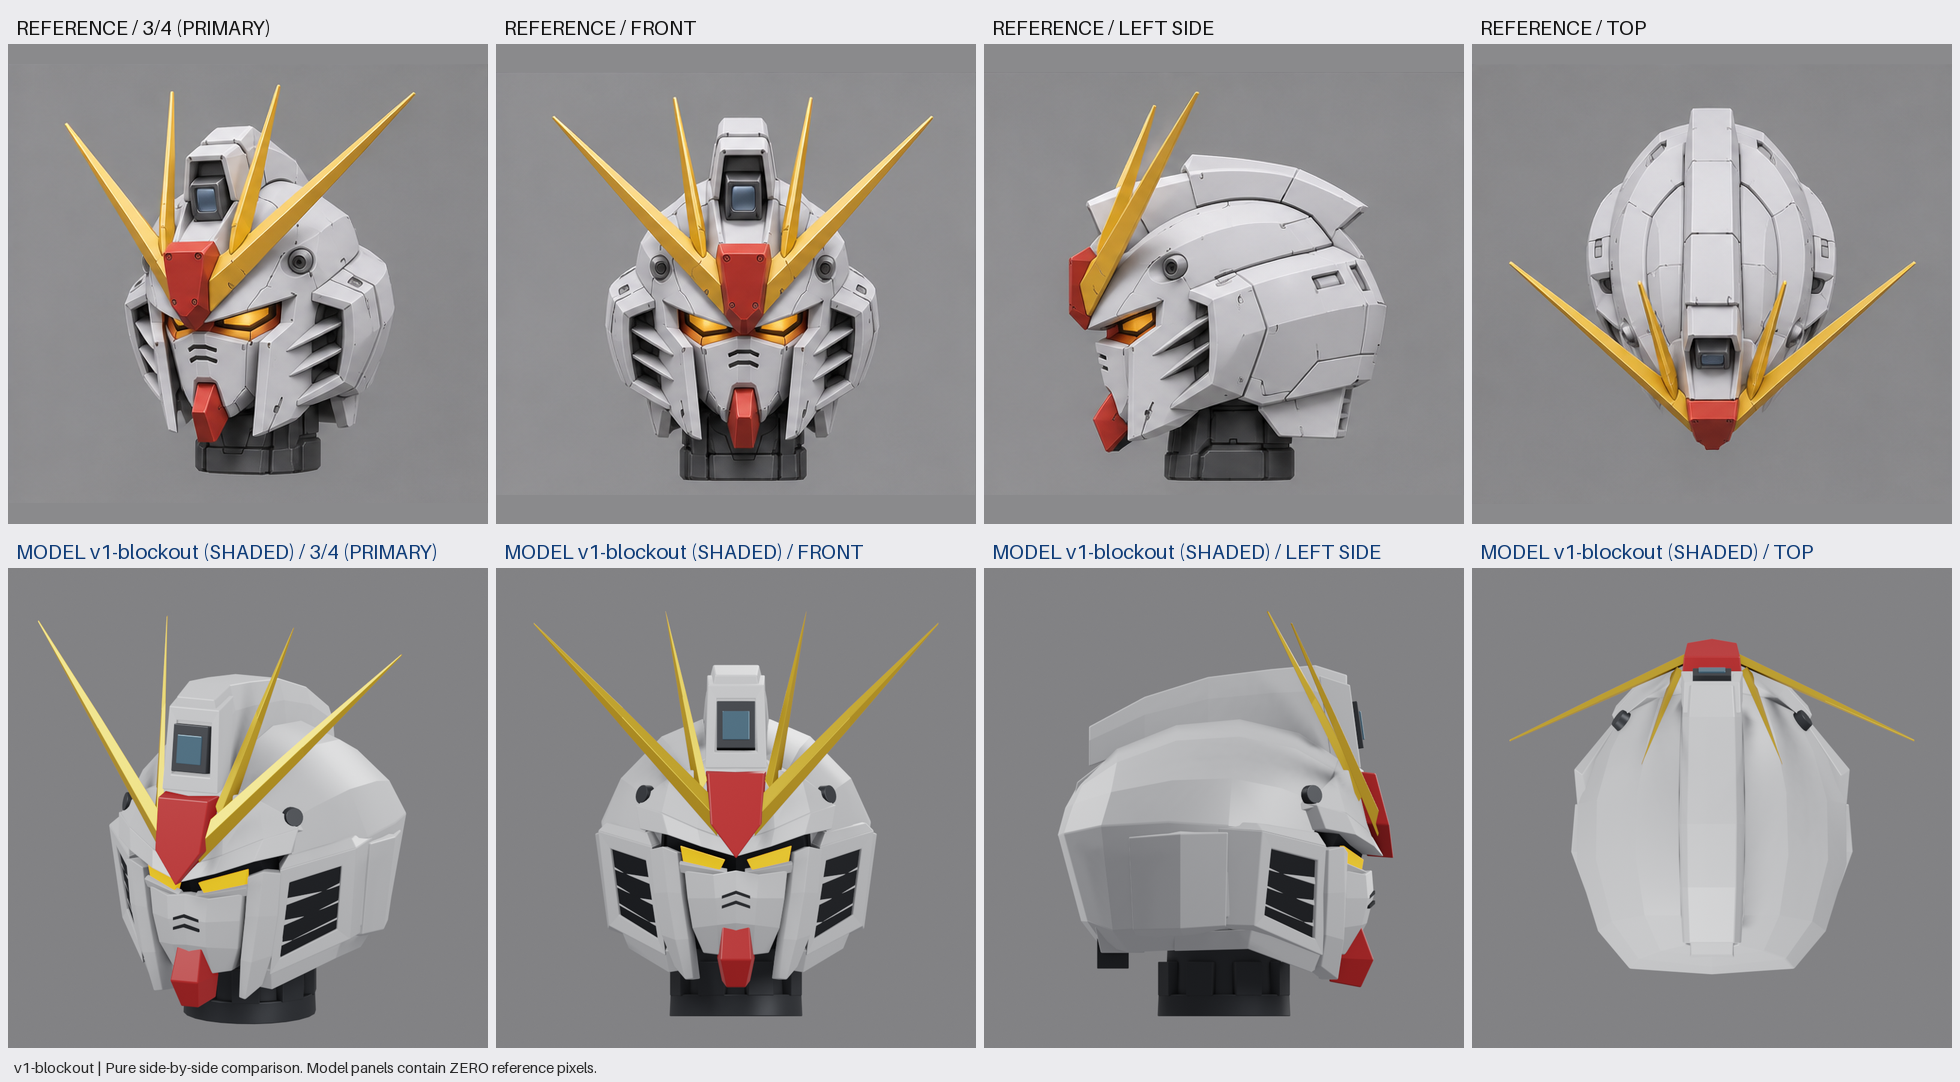 REFERENCE / 3/4 (PRIMARY)
REFERENCE / FRONT
REFERENCE / LEFT SIDE
REFERENCE / TOP
MODEL v1-blockout (SHADED) / 3/4 (PRIMARY)
MODEL v1-blockout (SHADED) / FRONT
MODEL v1-blockout (SHADED) / LEFT SIDE
MODEL v1-blockout (SHADED) / TOP
v1-blockout | Pure side-by-side comparison. Model panels contain ZERO reference pixels.